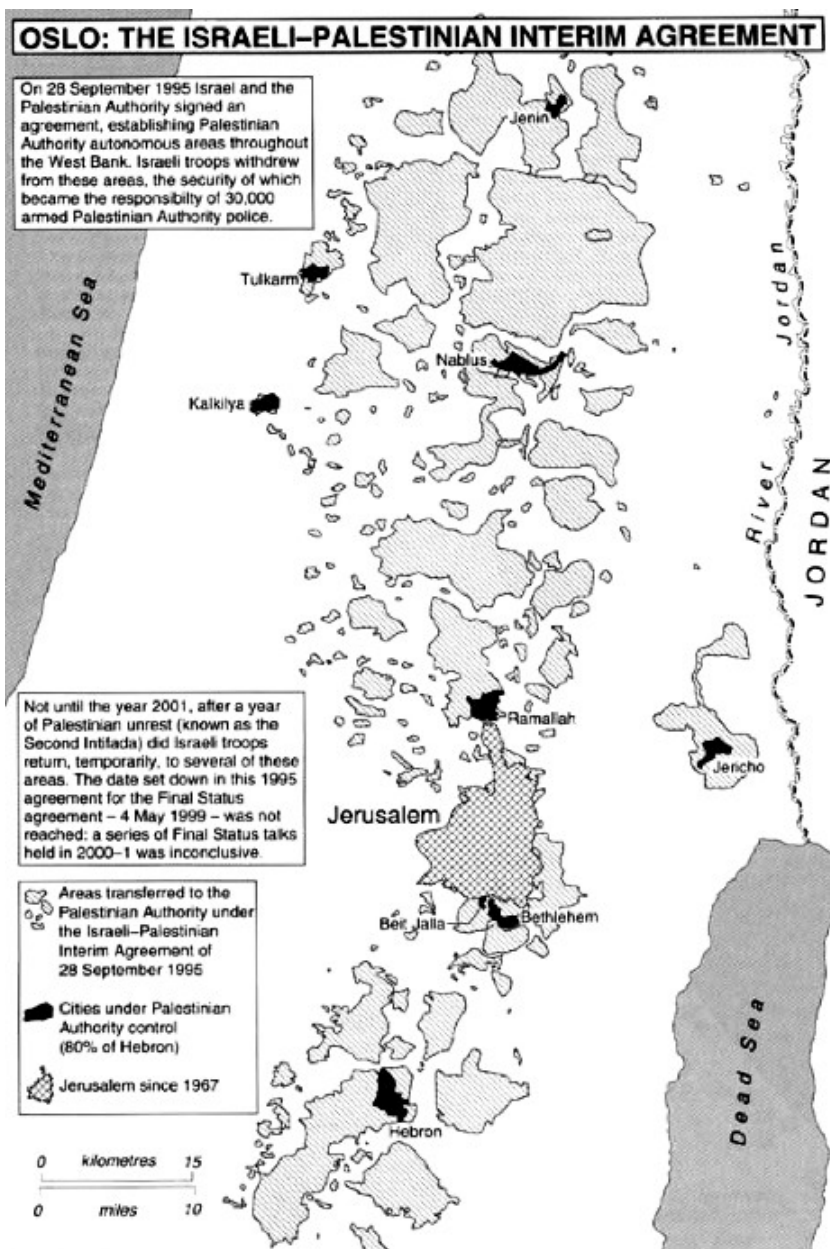 OSLO: THE ISRAELI–PALESTINIAN INTERIM AGREEMENT
On 28 September 1995 Israel and the
Palestinian Authority signed an
agreement, establishing Palestinian
Authority autonomous areas throughout
the West Bank. Israeli troops withdrew
from these areas, the security of which
became the responsibilty of 30,000
armed Palestinian Authority police.
Jenin
Tulkarm
Mediterranean Sea
Nablus
Kalkilya
River Jordan
JORDAN
Not until the year 2001, after a year
of Palestinian unrest (known as the
Second Intifada) did Israeli troops
return, temporarily, to several of these
areas. The date set down in this 1995
agreement for the Final Status
agreement – 4 May 1999 – was not
reached: a series of Final Status talks
held in 2000–1 was inconclusive.
Ramallah
Jericho
Jerusalem
Beit Jalla
Bethlehem
Areas transferred to the
Palestinian Authority under
the Israeli–Palestinian
Interim Agreement of
28 September 1995
Cities under Palestinian
Authority control
(80% of Hebron)
Jerusalem since 1967
Dead Sea
Hebron
0 kilometres 15
0 miles 10